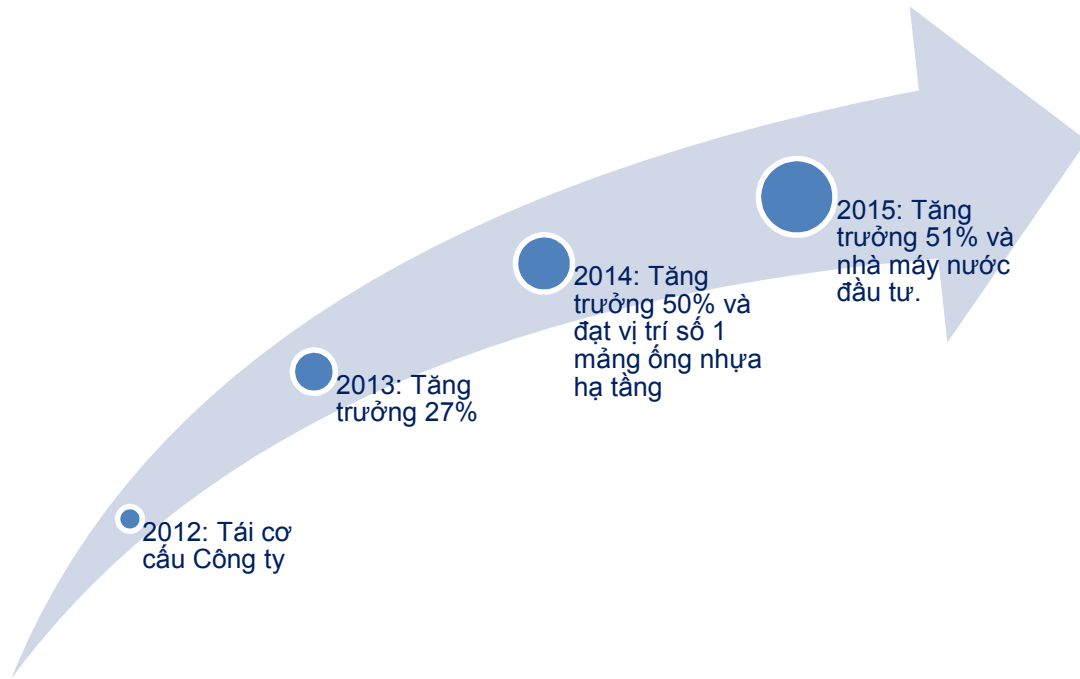 2012: Tái cơ
cấu Công ty
2013: Tăng
trưởng 27%
2014: Tăng
trưởng 50% và
đạt vị trí số 1
mảng ống nhựa
hạ tầng
2015: Tăng
trưởng 51% và
nhà máy nước
đầu tư.